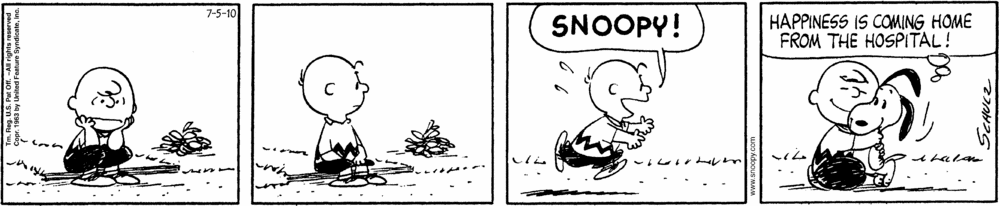 Tm. Reg. U.S. Pat Off. –All rights reserved
Copr. 1963 by United Feature Syndicate, Inc.
7-5-10
SNOOPY!
www.snoopy.com
HAPPINESS IS COMING HOME
FROM THE HOSPITAL!
SCHULZ